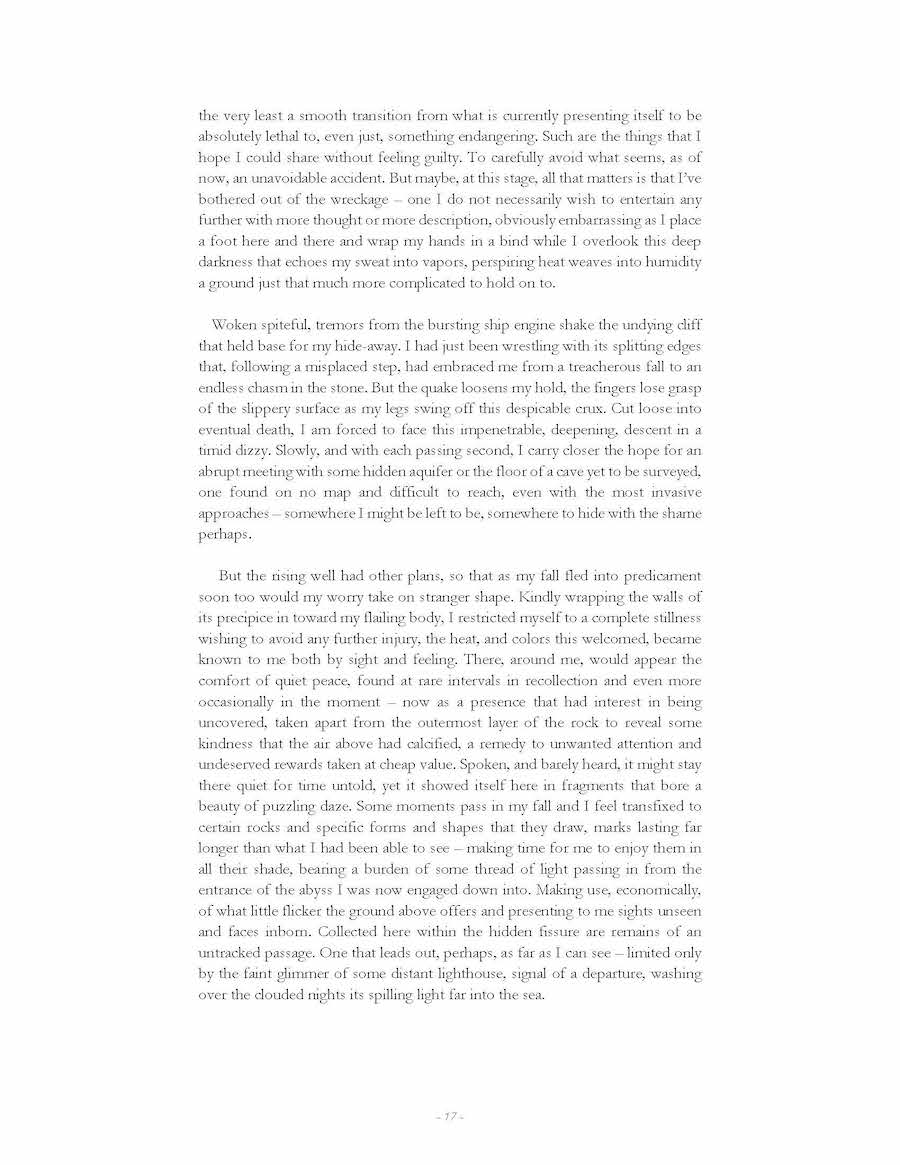 the very least a smooth transition from what is currently presenting itself to be
absolutely lethal to, even just, something endangering. Such are the things that I
hope I could share without feeling guilty. To carefully avoid what seems, as of
now, an unavoidable accident. But maybe, at this stage, all that matters is that I've
bothered out of the wreckage – one I do not necessarily wish to entertain any
further with more thought or more description, obviously embarrassing as I place
a foot here and there and wrap my hands in a bind while I overlook this deep
darkness that echoes my sweat into vapors, perspiring heat weaves into humidity
a ground just that much more complicated to hold on to.
Woken spiteful, tremors from the bursting ship engine shake the undying cliff
that held base for my hide-away. I had just been wrestling with its splitting edges
that, following a misplaced step, had embraced me from a treacherous fall to an
endless chasm in the stone. But the quake loosens my hold, the fingers lose grasp
of the slippery surface as my legs swing off this despicable crux. Cut loose into
eventual death, I am forced to face this impenetrable, deepening, descent in a
timid dizzy. Slowly, and with each passing second, I carry closer the hope for an
abrupt meeting with some hidden aquifer or the floor of a cave yet to be surveyed,
one found on no map and difficult to reach, even with the most invasive
approaches – somewhere I might be left to be, somewhere to hide with the shame
perhaps.
But the rising well had other plans, so that as my fall fled into predicament
soon too would my worry take on stranger shape. Kindly wrapping the walls of
its precipice in toward my flailing body, I restricted myself to a complete stillness
wishing to avoid any further injury, the heat, and colors this welcomed, became
known to me both by sight and feeling. There, around me, would appear the
comfort of quiet peace, found at rare intervals in recollection and even more
occasionally in the moment – now as a presence that had interest in being
uncovered, taken apart from the outermost layer of the rock to reveal some
kindness that the air above had calcified, a remedy to unwanted attention and
undeserved rewards taken at cheap value. Spoken, and barely heard, it might stay
there quiet for time untold, yet it showed itself here in fragments that bore a
beauty of puzzling daze. Some moments pass in my fall and I feel transfixed to
certain rocks and specific forms and shapes that they draw, marks lasting far
longer than what I had been able to see – making time for me to enjoy them in
all their shade, bearing a burden of some thread of light passing in from the
entrance of the abyss I was now engaged down into. Making use, economically,
of what little flicker the ground above offers and presenting to me sights unseen
and faces inborn. Collected here within the hidden fissure are remains of an
untracked passage. One that leads out, perhaps, as far as I can see – limited only
by the faint glimmer of some distant lighthouse, signal of a departure, washing
over the clouded nights its spilling light far into the sea.
– 17 –